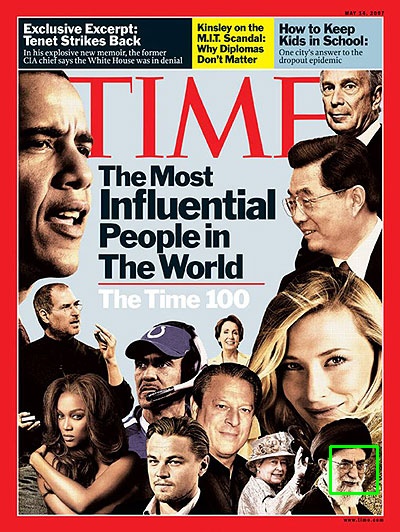 MAY 14, 2007
Exclusive Excerpt:
Tenet Strikes Back
In his explosive new memoir, the former
CIA chief says the White House was in denial
Kinsley on the
M.I.T. Scandal:
Why Diplomas
Don't Matter
How to Keep
Kids in School:
One city's answer to the
dropout epidemic
TIME
The Most
Influential
People in
The World
The Time 100
www.time.com